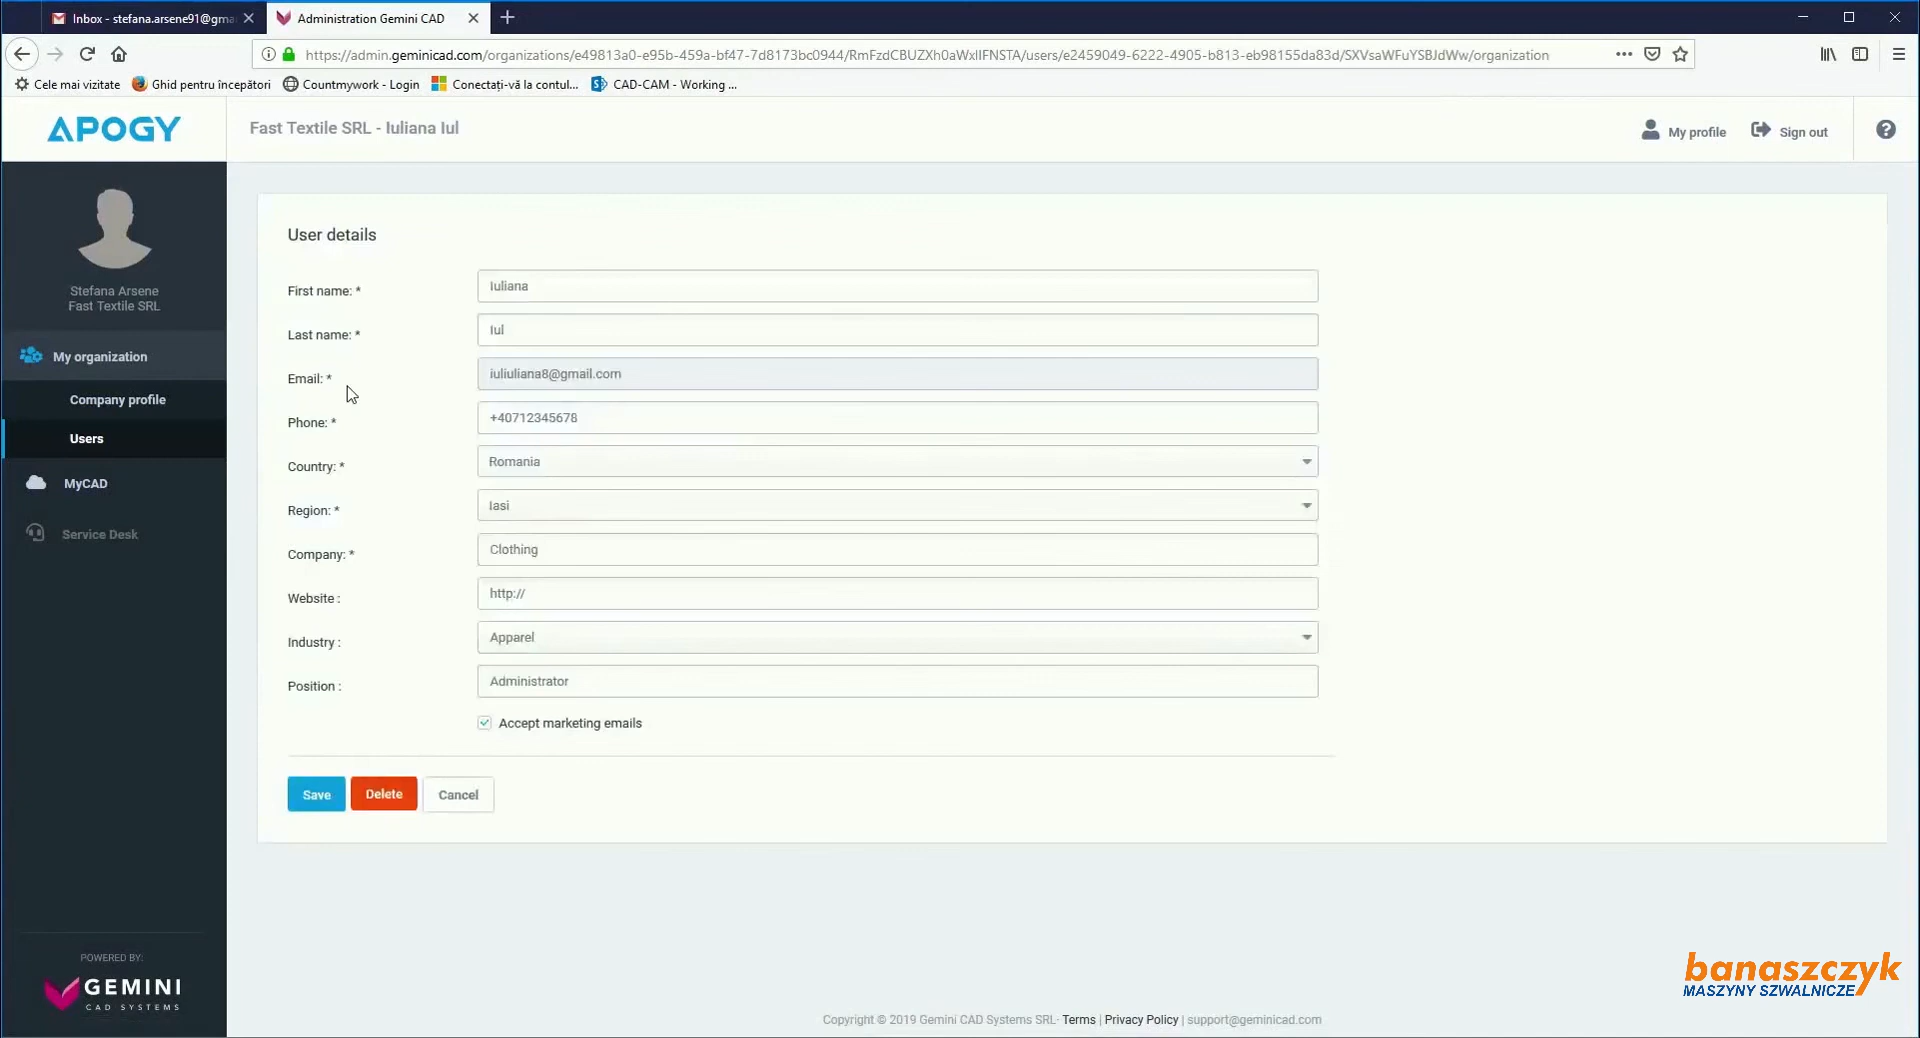 Inbox - stefana.arsene91@gma
Administration Gemini CAD
https://admin.geminicad.com/organizations/e49813a0-e95b-459a-bf47-7d8173bc0944/RmFzdCBUZXh0aWxlIFNSTA/users/e2459049-6222-4905-b813-eb98155da83d/SXVsaWFuYSBJdWw/organization
Cele mai vizitate
Ghid pentru începători
Countmywork - Login
Conectați-vă la contul...
CAD-CAM - Working ...
APOGY
Fast Textile SRL - Iuliana Iul
My profile
Sign out
Stefana Arsene
Fast Textile SRL
My organization
Company profile
Users
MyCAD
Service Desk
User details
First name: *
Iuliana
Last name: *
Iul
Email: *
iuliuliana8@gmail.com
Phone: *
+40712345678
Country: *
Romania
Region: *
Iasi
Company: *
Clothing
Website :
http://
Industry :
Apparel
Position :
Administrator
Accept marketing emails
Save
Delete
Cancel
POWERED BY:
GEMINI
CAD SYSTEMS
banaszczyk
MASZYNY SZWALNICZE
Copyright © 2019 Gemini CAD Systems SRL· Terms | Privacy Policy | support@geminicad.com